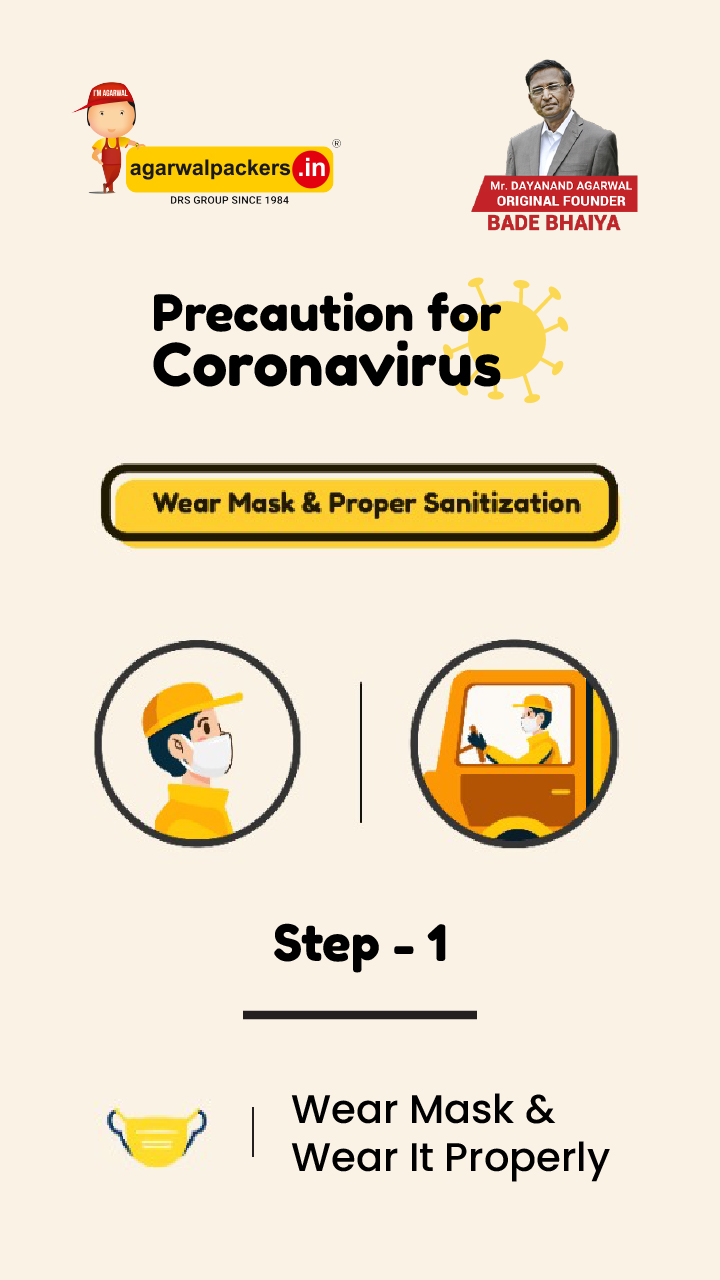 I'M AGARWAL
agarwalpackers.in
®
DRS GROUP SINCE 1984
Mr. DAYANAND AGARWAL
ORIGINAL FOUNDER
BADE BHAIYA
Precaution for
Coronavirus
Wear Mask & Proper Sanitization
Step - 1
Wear Mask &
Wear It Properly